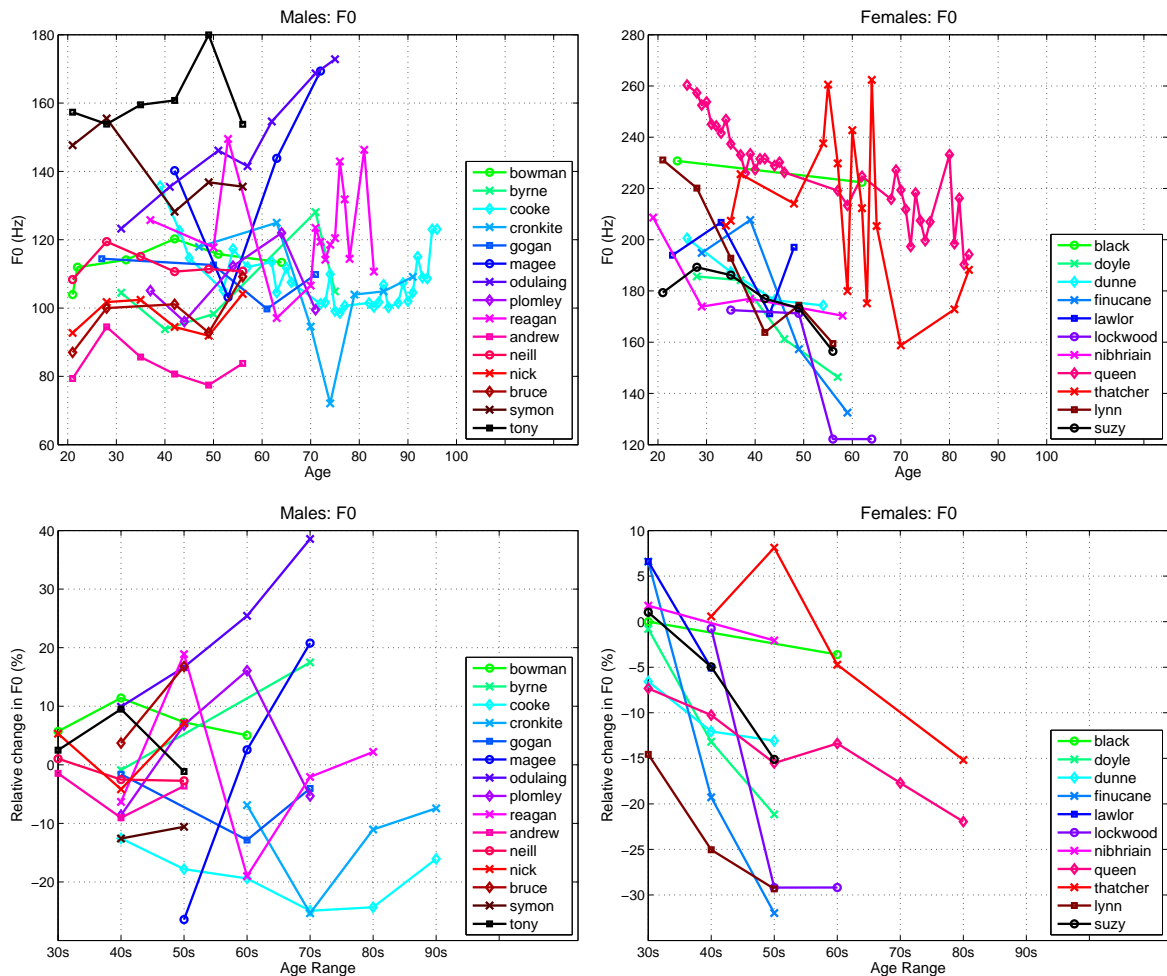 Males: F0
180
160
140
120
100
80
60
F0 (Hz)
20 30 40 50 60 70 80 90 100
Age
bowman
byrne
cooke
cronkite
gogan
magee
odulaing
plomley
reagan
andrew
neill
nick
bruce
symon
tony
Females: F0
280
260
240
220
200
180
160
140
120
F0 (Hz)
20 30 40 50 60 70 80 90 100
Age
black
doyle
dunne
finucane
lawlor
lockwood
nibhriain
queen
thatcher
lynn
suzy
Males: F0
40
30
20
10
0
−10
−20
Relative change in F0 (%)
30s 40s 50s 60s 70s 80s 90s
Age Range
bowman
byrne
cooke
cronkite
gogan
magee
odulaing
plomley
reagan
andrew
neill
nick
bruce
symon
tony
Females: F0
10
5
0
−5
−10
−15
−20
−25
−30
Relative change in F0 (%)
30s 40s 50s 60s 70s 80s 90s
Age Range
black
doyle
dunne
finucane
lawlor
lockwood
nibhriain
queen
thatcher
lynn
suzy